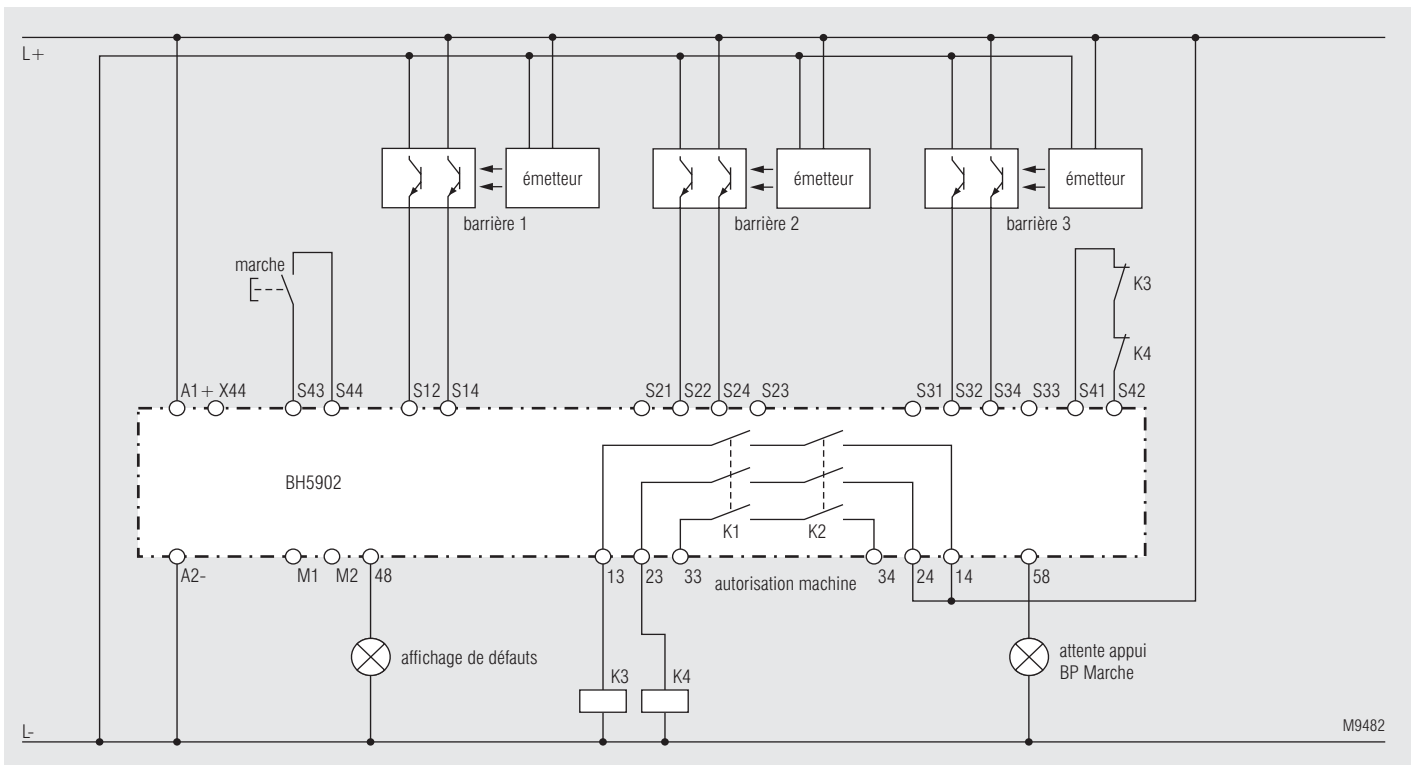 L+
émetteur
émetteur
émetteur
barrière 1
barrière 2
barrière 3
marche
K3
K4
A1+ X44 S43 S44 S12 S14 S21 S22 S24 S23 S31 S32 S34 S33 S41 S42
BH5902
K1 K2
A2- M1 M2 48 13 23 33 autorisation machine 34 24 14 58
affichage de défauts
attente appui
BP Marche
K3 K4
L-
M9482